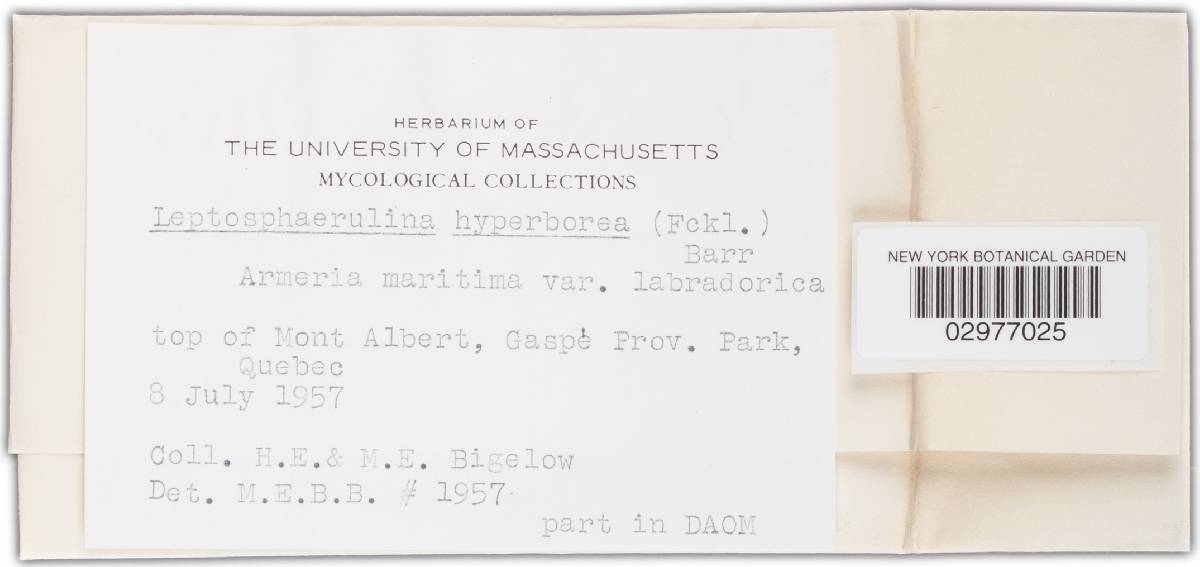 HERBARIUM OF
THE UNIVERSITY OF MASSACHUSETTS
MYCOLOGICAL COLLECTIONS
Leptosphaerulina hyperborea (Fckl.)
Barr
Armeria maritima var. labradorica
top of Mont Albert, Gaspé Prov. Park,
Quebec
8 July 1957
Coll. H.E.& M.E. Bigelow
Det. M.E.B.B. # 1957
part in DAOM
NEW YORK BOTANICAL GARDEN
02977025